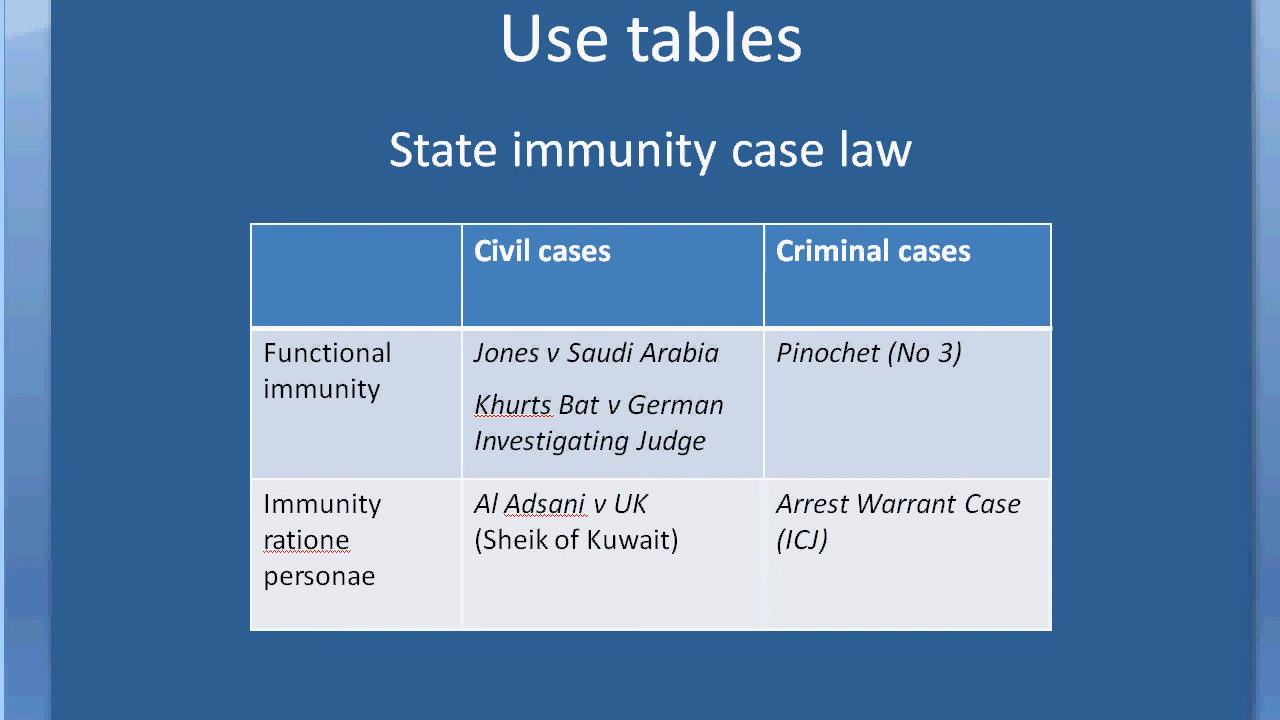 Use tables
State immunity case law
Civil cases
Criminal cases
Functional
immunity
Jones v Saudi Arabia
Khurts Bat v German
Investigating Judge
Pinochet (No 3)
Immunity
ratione
personae
Al Adsani v UK
(Sheik of Kuwait)
Arrest Warrant Case
(ICJ)